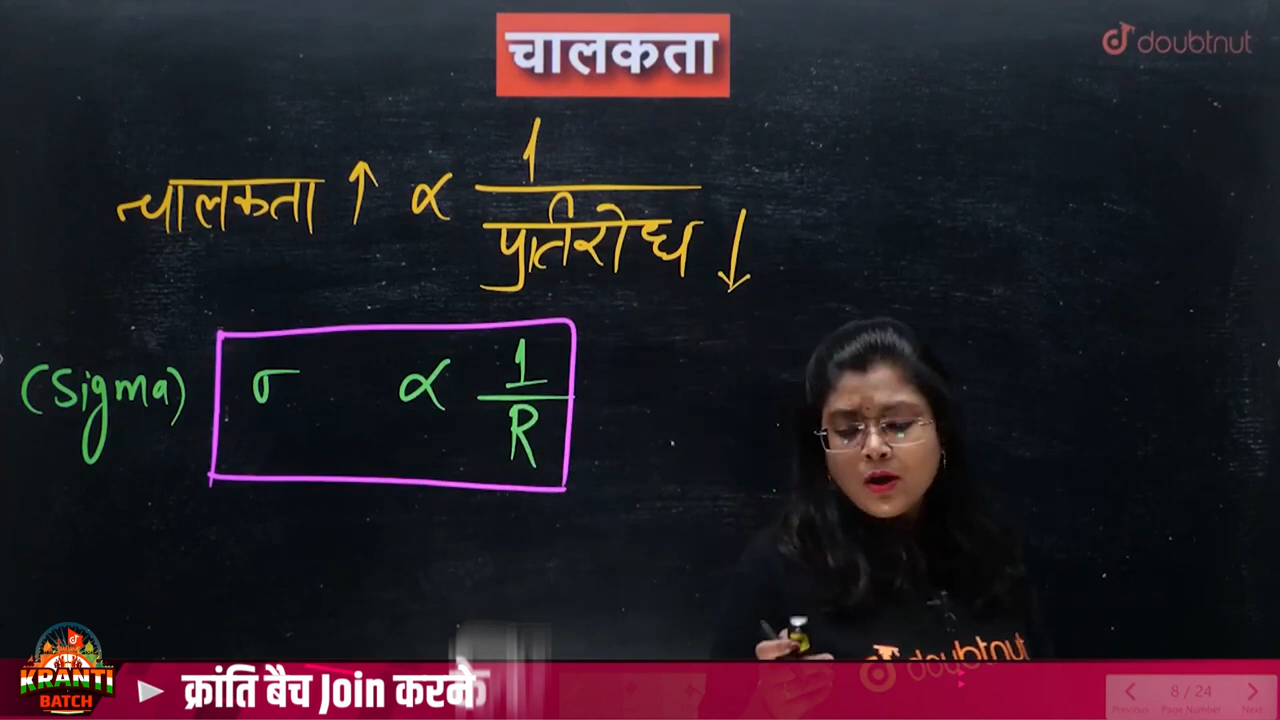 चालकता
doubtnut
चालकता ↑ ∝ 1 / प्रतिरोध ↓
(Sigma) σ ∝ 1 / R
doubtnut
KRANTI
BATCH
क्रांति बैच Join करके
8 / 24
Previous Page Number Next